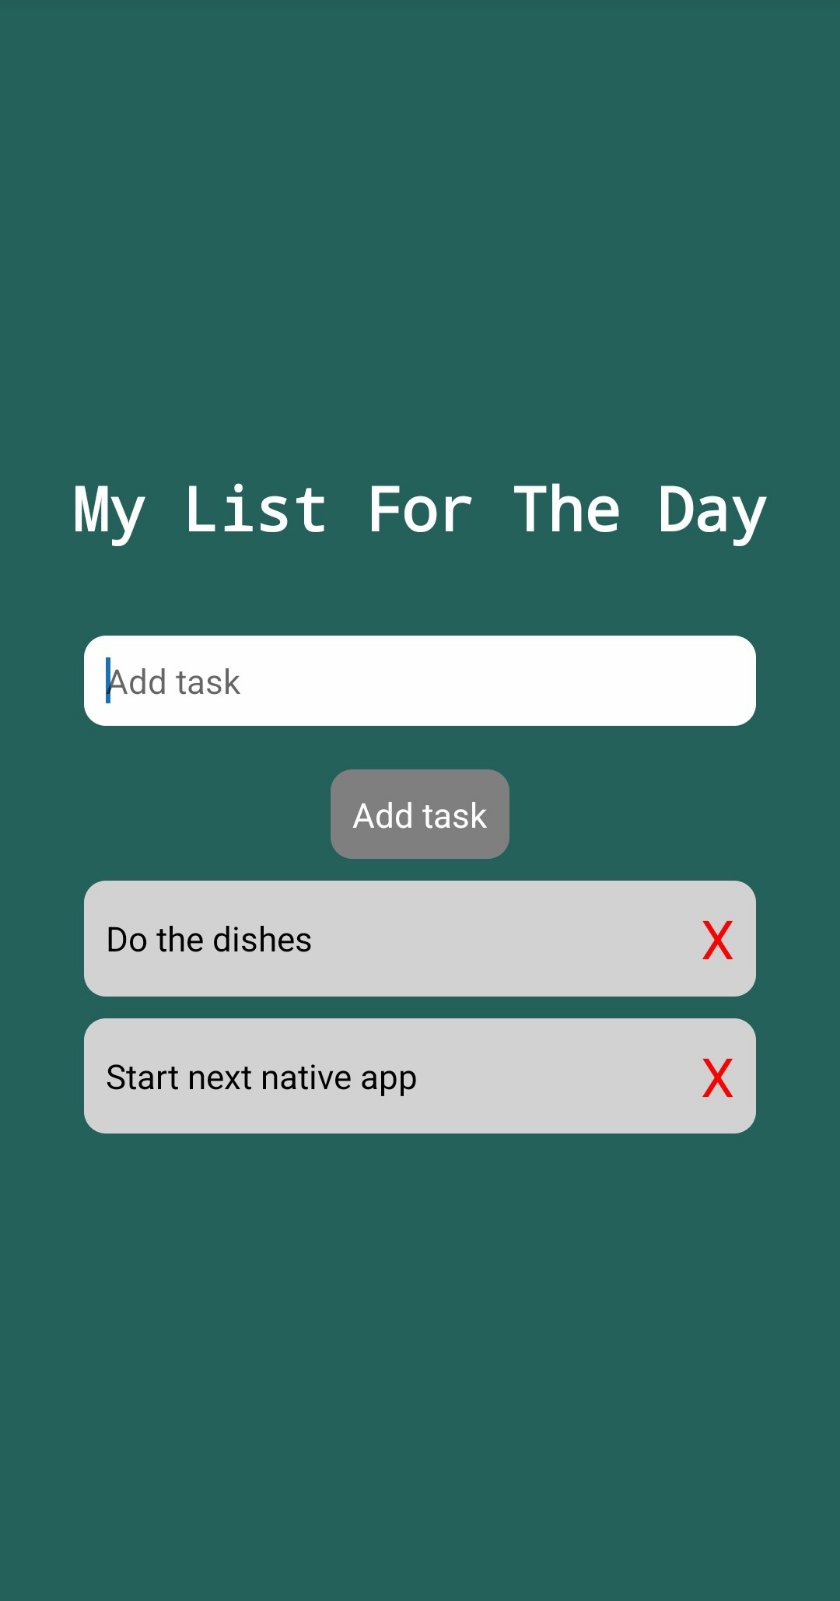 My List For The Day
Add task
Add task
Do the dishes X
Start next native app X